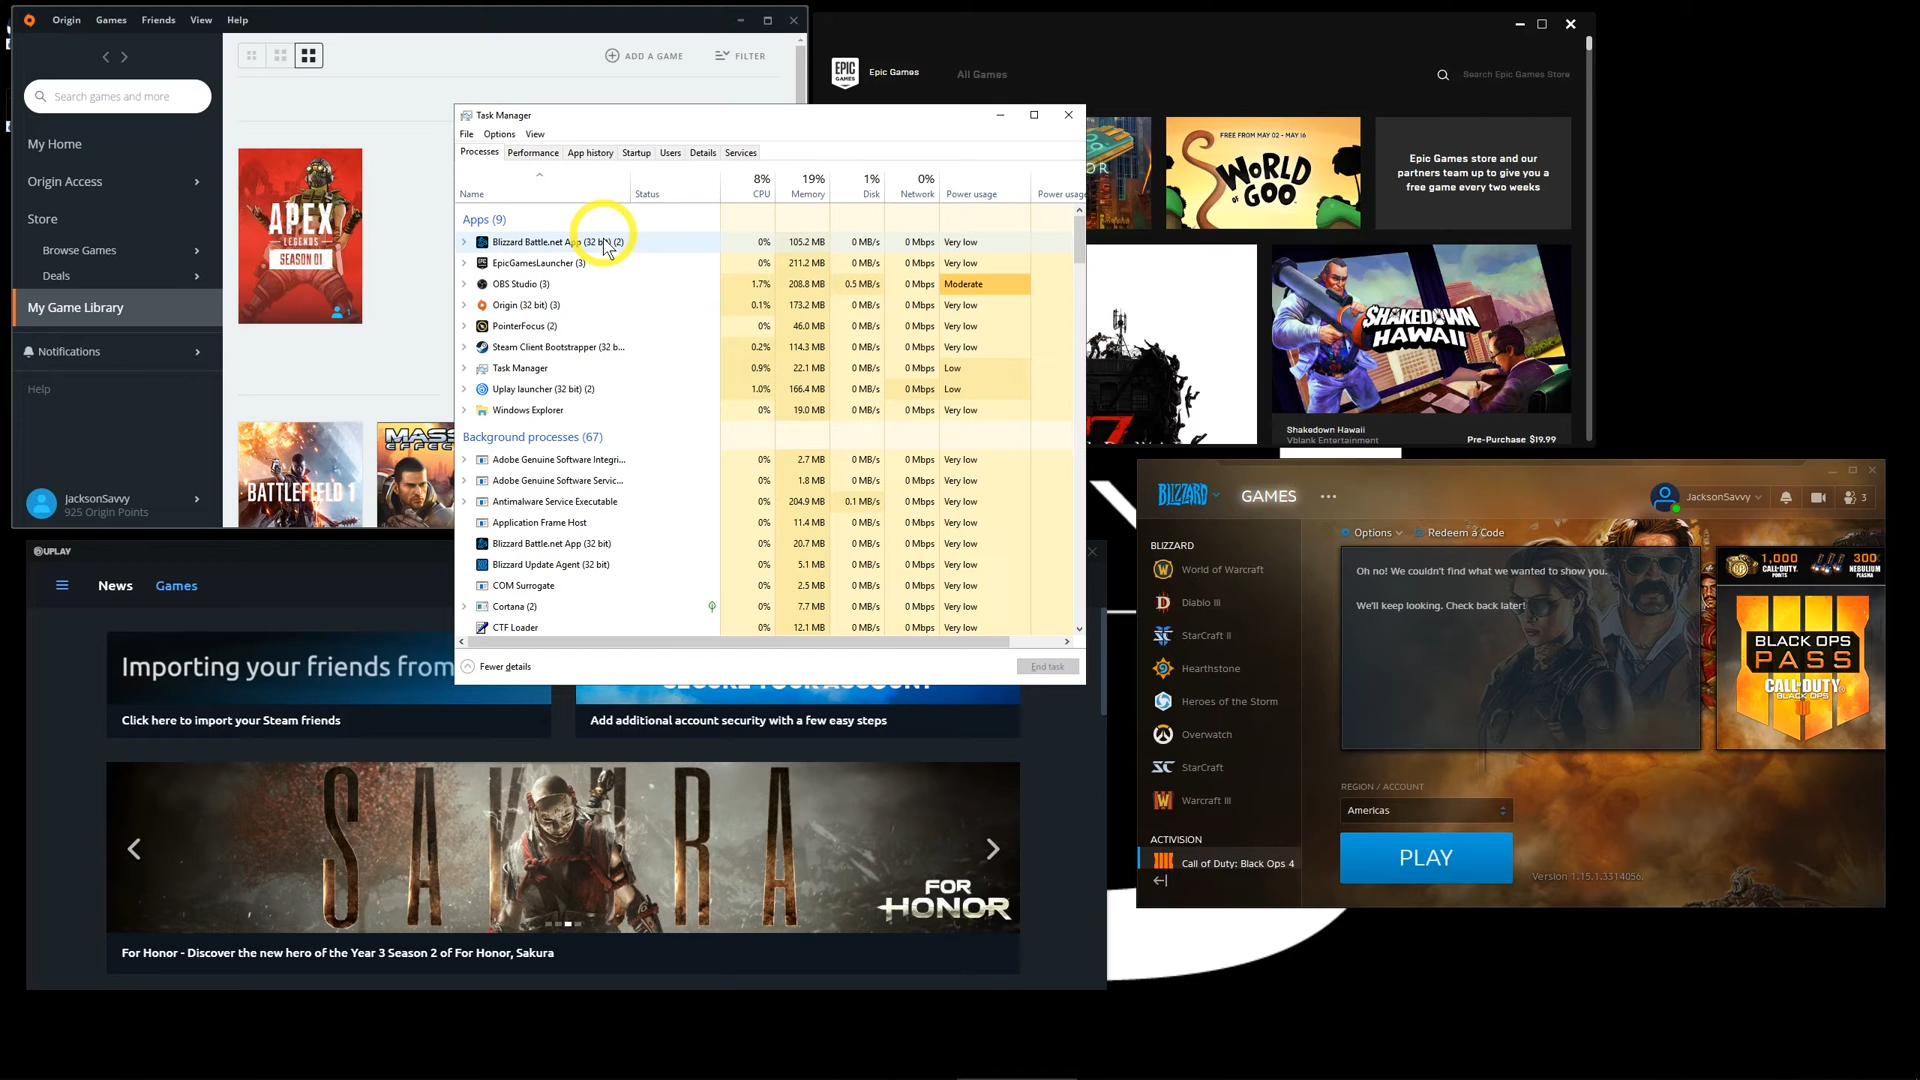 Origin Games Friends View Help
Search games and more
My Home
Origin Access
Store
Browse Games
Deals
My Game Library
Notifications
Help
JacksonSavvy
925 Origin Points
ADD A GAME FILTER
APEX
LEGENDS
SEASON 01
1
BATTLEFIELD 1
MASS
EFFECT
EPIC
GAMES
Epic Games All Games Search Epic Games Store
FREE FROM MAY 02 - MAY 16
WORLD
OF GOO
Epic Games store and our
partners team up to give you a
free game every two weeks
SHAKEDOWN
HAWAII
Shakedown Hawaii
Vblank Entertainment
Pre-Purchase $19.99
Task Manager
File Options View
Processes Performance App history Startup Users Details Services
8% 19% 1% 0%
Name Status CPU Memory Disk Network Power usage Power usage
Apps (9)
Blizzard Battle.net App (32 bit) (2) 0% 105.2 MB 0 MB/s 0 Mbps Very low
EpicGamesLauncher (3) 0% 211.2 MB 0 MB/s 0 Mbps Very low
OBS Studio (3) 1.7% 208.8 MB 0.5 MB/s 0 Mbps Moderate
Origin (32 bit) (3) 0.1% 173.2 MB 0 MB/s 0 Mbps Very low
PointerFocus (2) 0% 46.0 MB 0 MB/s 0 Mbps Very low
Steam Client Bootstrapper (32 b... 0.2% 114.3 MB 0 MB/s 0 Mbps Very low
Task Manager 0.9% 22.1 MB 0 MB/s 0 Mbps Low
Uplay launcher (32 bit) (2) 1.0% 166.4 MB 0 MB/s 0 Mbps Low
Windows Explorer 0% 19.0 MB 0 MB/s 0 Mbps Very low
Background processes (67)
Adobe Genuine Software Integri... 0% 2.7 MB 0 MB/s 0 Mbps Very low
Adobe Genuine Software Servic... 0% 1.8 MB 0 MB/s 0 Mbps Very low
Antimalware Service Executable 0% 204.9 MB 0.1 MB/s 0 Mbps Very low
Application Frame Host 0% 11.4 MB 0 MB/s 0 Mbps Very low
Blizzard Battle.net App (32 bit) 0% 20.7 MB 0 MB/s 0 Mbps Very low
Blizzard Update Agent (32 bit) 0% 5.1 MB 0 MB/s 0 Mbps Very low
COM Surrogate 0% 2.5 MB 0 MB/s 0 Mbps Very low
Cortana (2) 0% 7.7 MB 0 MB/s 0 Mbps Very low
CTF Loader 0% 12.1 MB 0 MB/s 0 Mbps Very low
Fewer details End task
UPLAY
News Games
Importing your friends from
Click here to import your Steam friends
SECURE YOUR ACCOUNT
Add additional account security with a few easy steps
SAKURA
FOR
HONOR
For Honor - Discover the new hero of the Year 3 Season 2 of For Honor, Sakura
BLIZZARD GAMES JacksonSavvy 3
BLIZZARD
World of Warcraft
Diablo III
StarCraft II
Hearthstone
Heroes of the Storm
Overwatch
StarCraft
Warcraft III
ACTIVISION
Call of Duty: Black Ops 4
Options Redeem a Code
Oh no! We couldn't find what we wanted to show you.
We'll keep looking. Check back later!
1,000
CALL OF DUTY
POINTS
300
NEBULIUM
PLASMA
BLACK OPS
PASS
CALL OF DUTY
BLACK OPS
REGION / ACCOUNT
Americas
PLAY
Version 1.15.1.3314056.